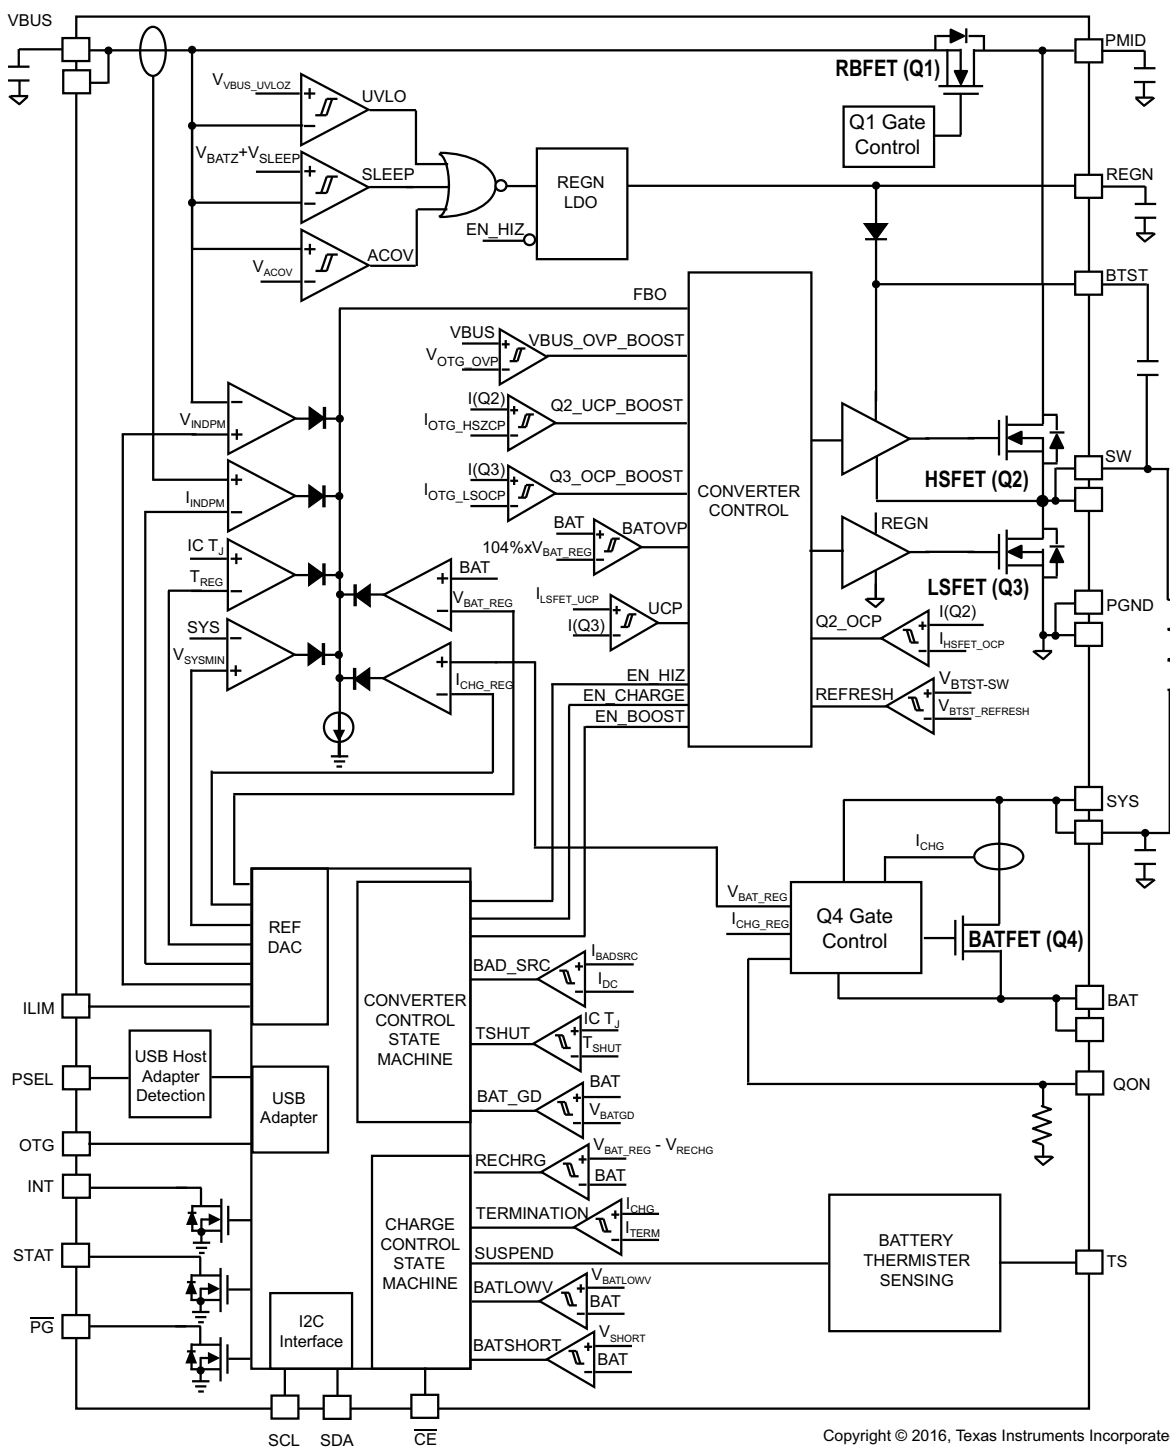 VBUS
PMID
RBFET (Q1)
V_VBUS_UVLOZ
UVLO
Q1 Gate
Control
V_BATZ+V_SLEEP
SLEEP
REGN
LDO
REGN
EN_HIZ
V_ACOV
ACOV
BTST
FBO
VBUS
V_OTG_OVP
VBUS_OVP_BOOST
I(Q2)
I_OTG_HSZCP
Q2_UCP_BOOST
V_INDPM
SW
I(Q3)
I_OTG_LSOCP
Q3_OCP_BOOST
HSFET (Q2)
CONVERTER
CONTROL
I_INDPM
BAT
104%xV_BAT_REG
BATOVP
REGN
IC T_J
T_REG
BAT
V_BAT_REG
LSFET (Q3)
I_LSFET_UCP
I(Q3)
UCP
PGND
Q2_OCP
I(Q2)
I_HSFET_OCP
SYS
V_SYSMIN
I_CHG_REG
EN_HIZ
EN_CHARGE
EN_BOOST
REFRESH
V_BTST-SW
V_BTST_REFRESH
SYS
I_CHG
V_BAT_REG
I_CHG_REG
Q4 Gate
Control
BATFET (Q4)
REF
DAC
BAD_SRC
I_BADSRC
I_DC
BAT
ILIM
CONVERTER
CONTROL
STATE
MACHINE
TSHUT
IC T_J
T_SHUT
USB Host
Adapter
Detection
PSEL
USB
Adapter
BAT_GD
BAT
V_BATGD
QON
OTG
RECHRG
V_BAT_REG - V_RECHG
BAT
INT
TERMINATION
I_CHG
I_TERM
CHARGE
CONTROL
STATE
MACHINE
SUSPEND
BATTERY
THERMISTER
SENSING
TS
STAT
BATLOWV
V_BATLOWV
BAT
I2C
Interface
PG
BATSHORT
V_SHORT
BAT
SCL
SDA
CE
Copyright © 2016, Texas Instruments Incorporate